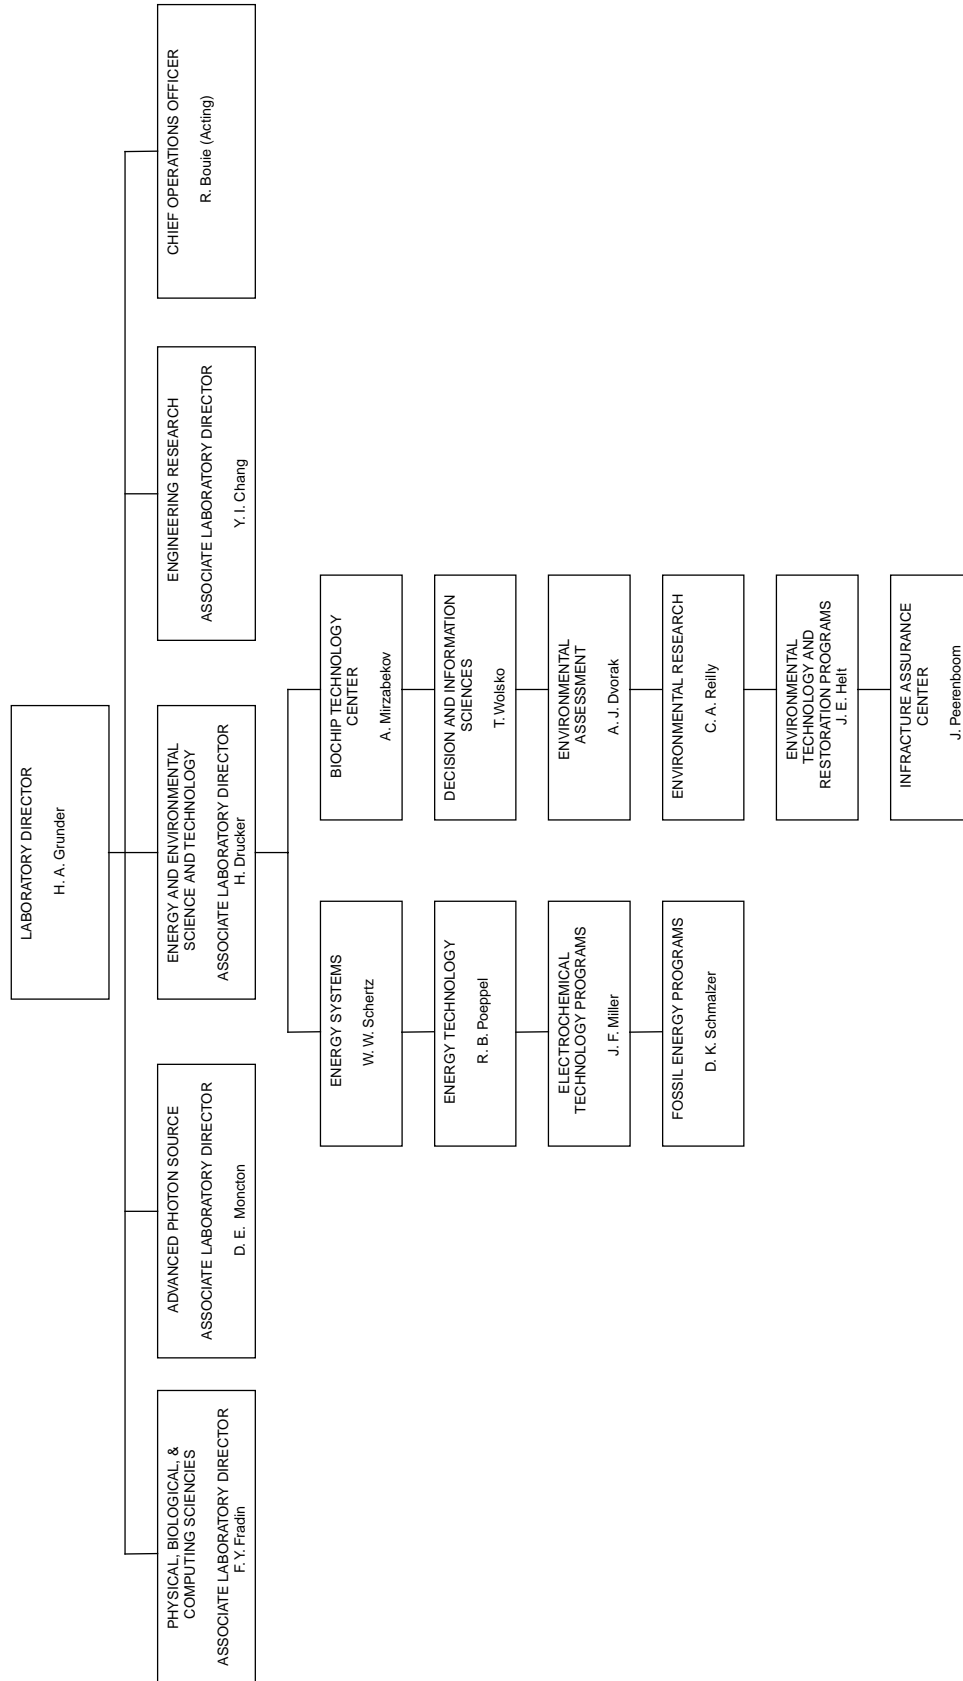 LABORATORY DIRECTOR
H. A. Grunder
PHYSICAL, BIOLOGICAL, &
COMPUTING SCIENCIES
ASSOCIATE LABORATORY DIRECTOR
F. Y. Fradin
ADVANCED PHOTON SOURCE
ASSOCIATE LABORATORY DIRECTOR
D. E. Moncton
ENERGY AND ENVIRONMENTAL
SCIENCE AND TECHNOLOGY
ASSOCIATE LABORATORY DIRECTOR
H. Drucker
ENGINEERING RESEARCH
ASSOCIATE LABORATORY DIRECTOR
Y. I. Chang
CHIEF OPERATIONS OFFICER
R. Bouie (Acting)
ENERGY SYSTEMS
W. W. Schertz
ENERGY TECHNOLOGY
R. B. Poeppel
ELECTROCHEMICAL
TECHNOLOGY PROGRAMS
J. F. Miller
FOSSIL ENERGY PROGRAMS
D. K. Schmalzer
BIOCHIP TECHNOLOGY
CENTER
A. Mirzabekov
DECISION AND INFORMATION
SCIENCES
T. Wolsko
ENVIRONMENTAL
ASSESSMENT
A. J. Dvorak
ENVIRONMENTAL RESEARCH
C. A. Reilly
ENVIRONMENTAL
TECHNOLOGY AND
RESTORATION PROGRAMS
J. E. Helt
INFRACTURE ASSURANCE
CENTER
J. Peerenboom